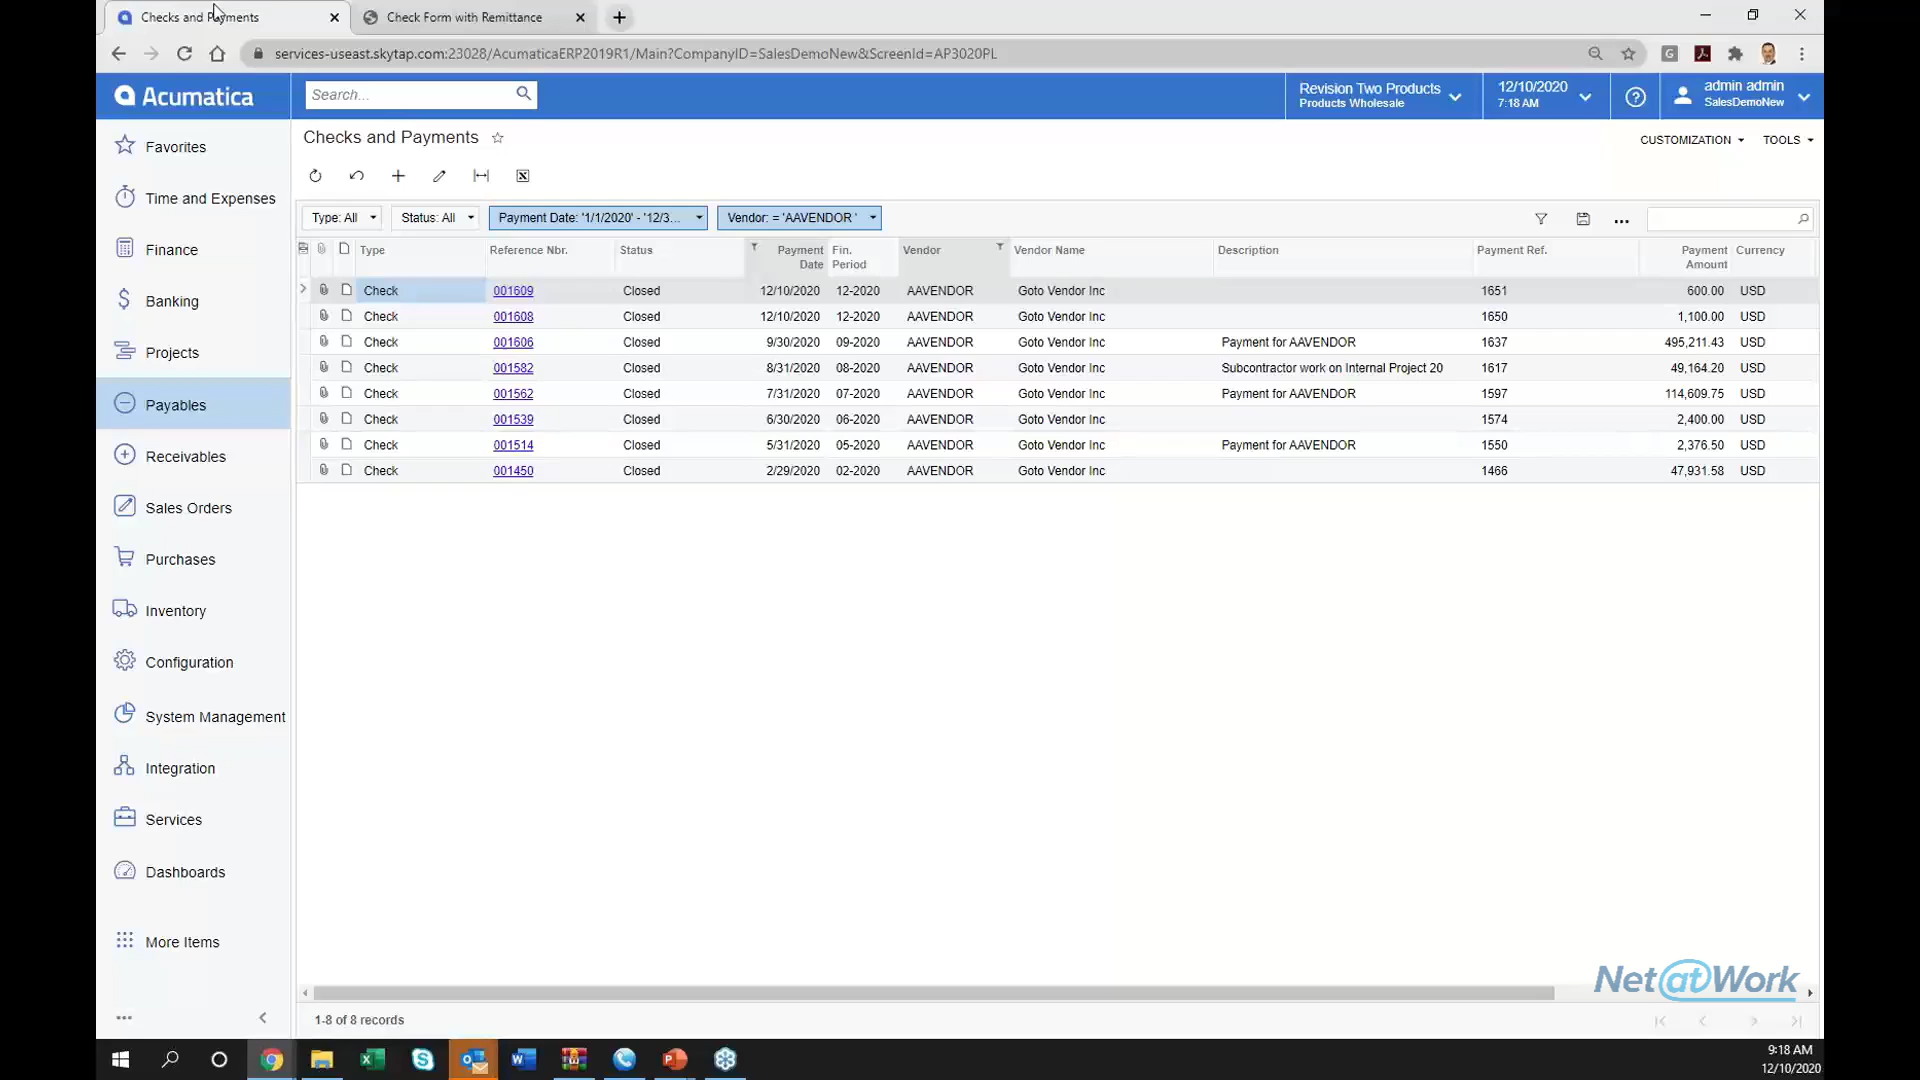 Checks and Payments
Check Form with Remittance
services-useast.skytap.com:23028/AcumaticaERP2019R1/Main?CompanyID=SalesDemoNew&ScreenId=AP3020PL
Acumatica
Search...
Revision Two Products
Products Wholesale
12/10/2020
7:18 AM
admin admin
SalesDemoNew
Favorites
Time and Expenses
Finance
Banking
Projects
Payables
Receivables
Sales Orders
Purchases
Inventory
Configuration
System Management
Integration
Services
Dashboards
More Items
Checks and Payments
CUSTOMIZATION
TOOLS
Type: All
Status: All
Payment Date: '1/1/2020' - '12/3...
Vendor: = 'AAVENDOR '
Type Reference Nbr. Status Payment Date Fin. Period Vendor Vendor Name Description Payment Ref. Payment Amount Currency
Check 001609 Closed 12/10/2020 12-2020 AAVENDOR Goto Vendor Inc 1651 600.00 USD
Check 001608 Closed 12/10/2020 12-2020 AAVENDOR Goto Vendor Inc 1650 1,100.00 USD
Check 001606 Closed 9/30/2020 09-2020 AAVENDOR Goto Vendor Inc Payment for AAVENDOR 1637 495,211.43 USD
Check 001582 Closed 8/31/2020 08-2020 AAVENDOR Goto Vendor Inc Subcontractor work on Internal Project 20 1617 49,164.20 USD
Check 001562 Closed 7/31/2020 07-2020 AAVENDOR Goto Vendor Inc Payment for AAVENDOR 1597 114,609.75 USD
Check 001539 Closed 6/30/2020 06-2020 AAVENDOR Goto Vendor Inc 1574 2,400.00 USD
Check 001514 Closed 5/31/2020 05-2020 AAVENDOR Goto Vendor Inc Payment for AAVENDOR 1550 2,376.50 USD
Check 001450 Closed 2/29/2020 02-2020 AAVENDOR Goto Vendor Inc 1466 47,931.58 USD
Net@Work
1-8 of 8 records
9:18 AM
12/10/2020